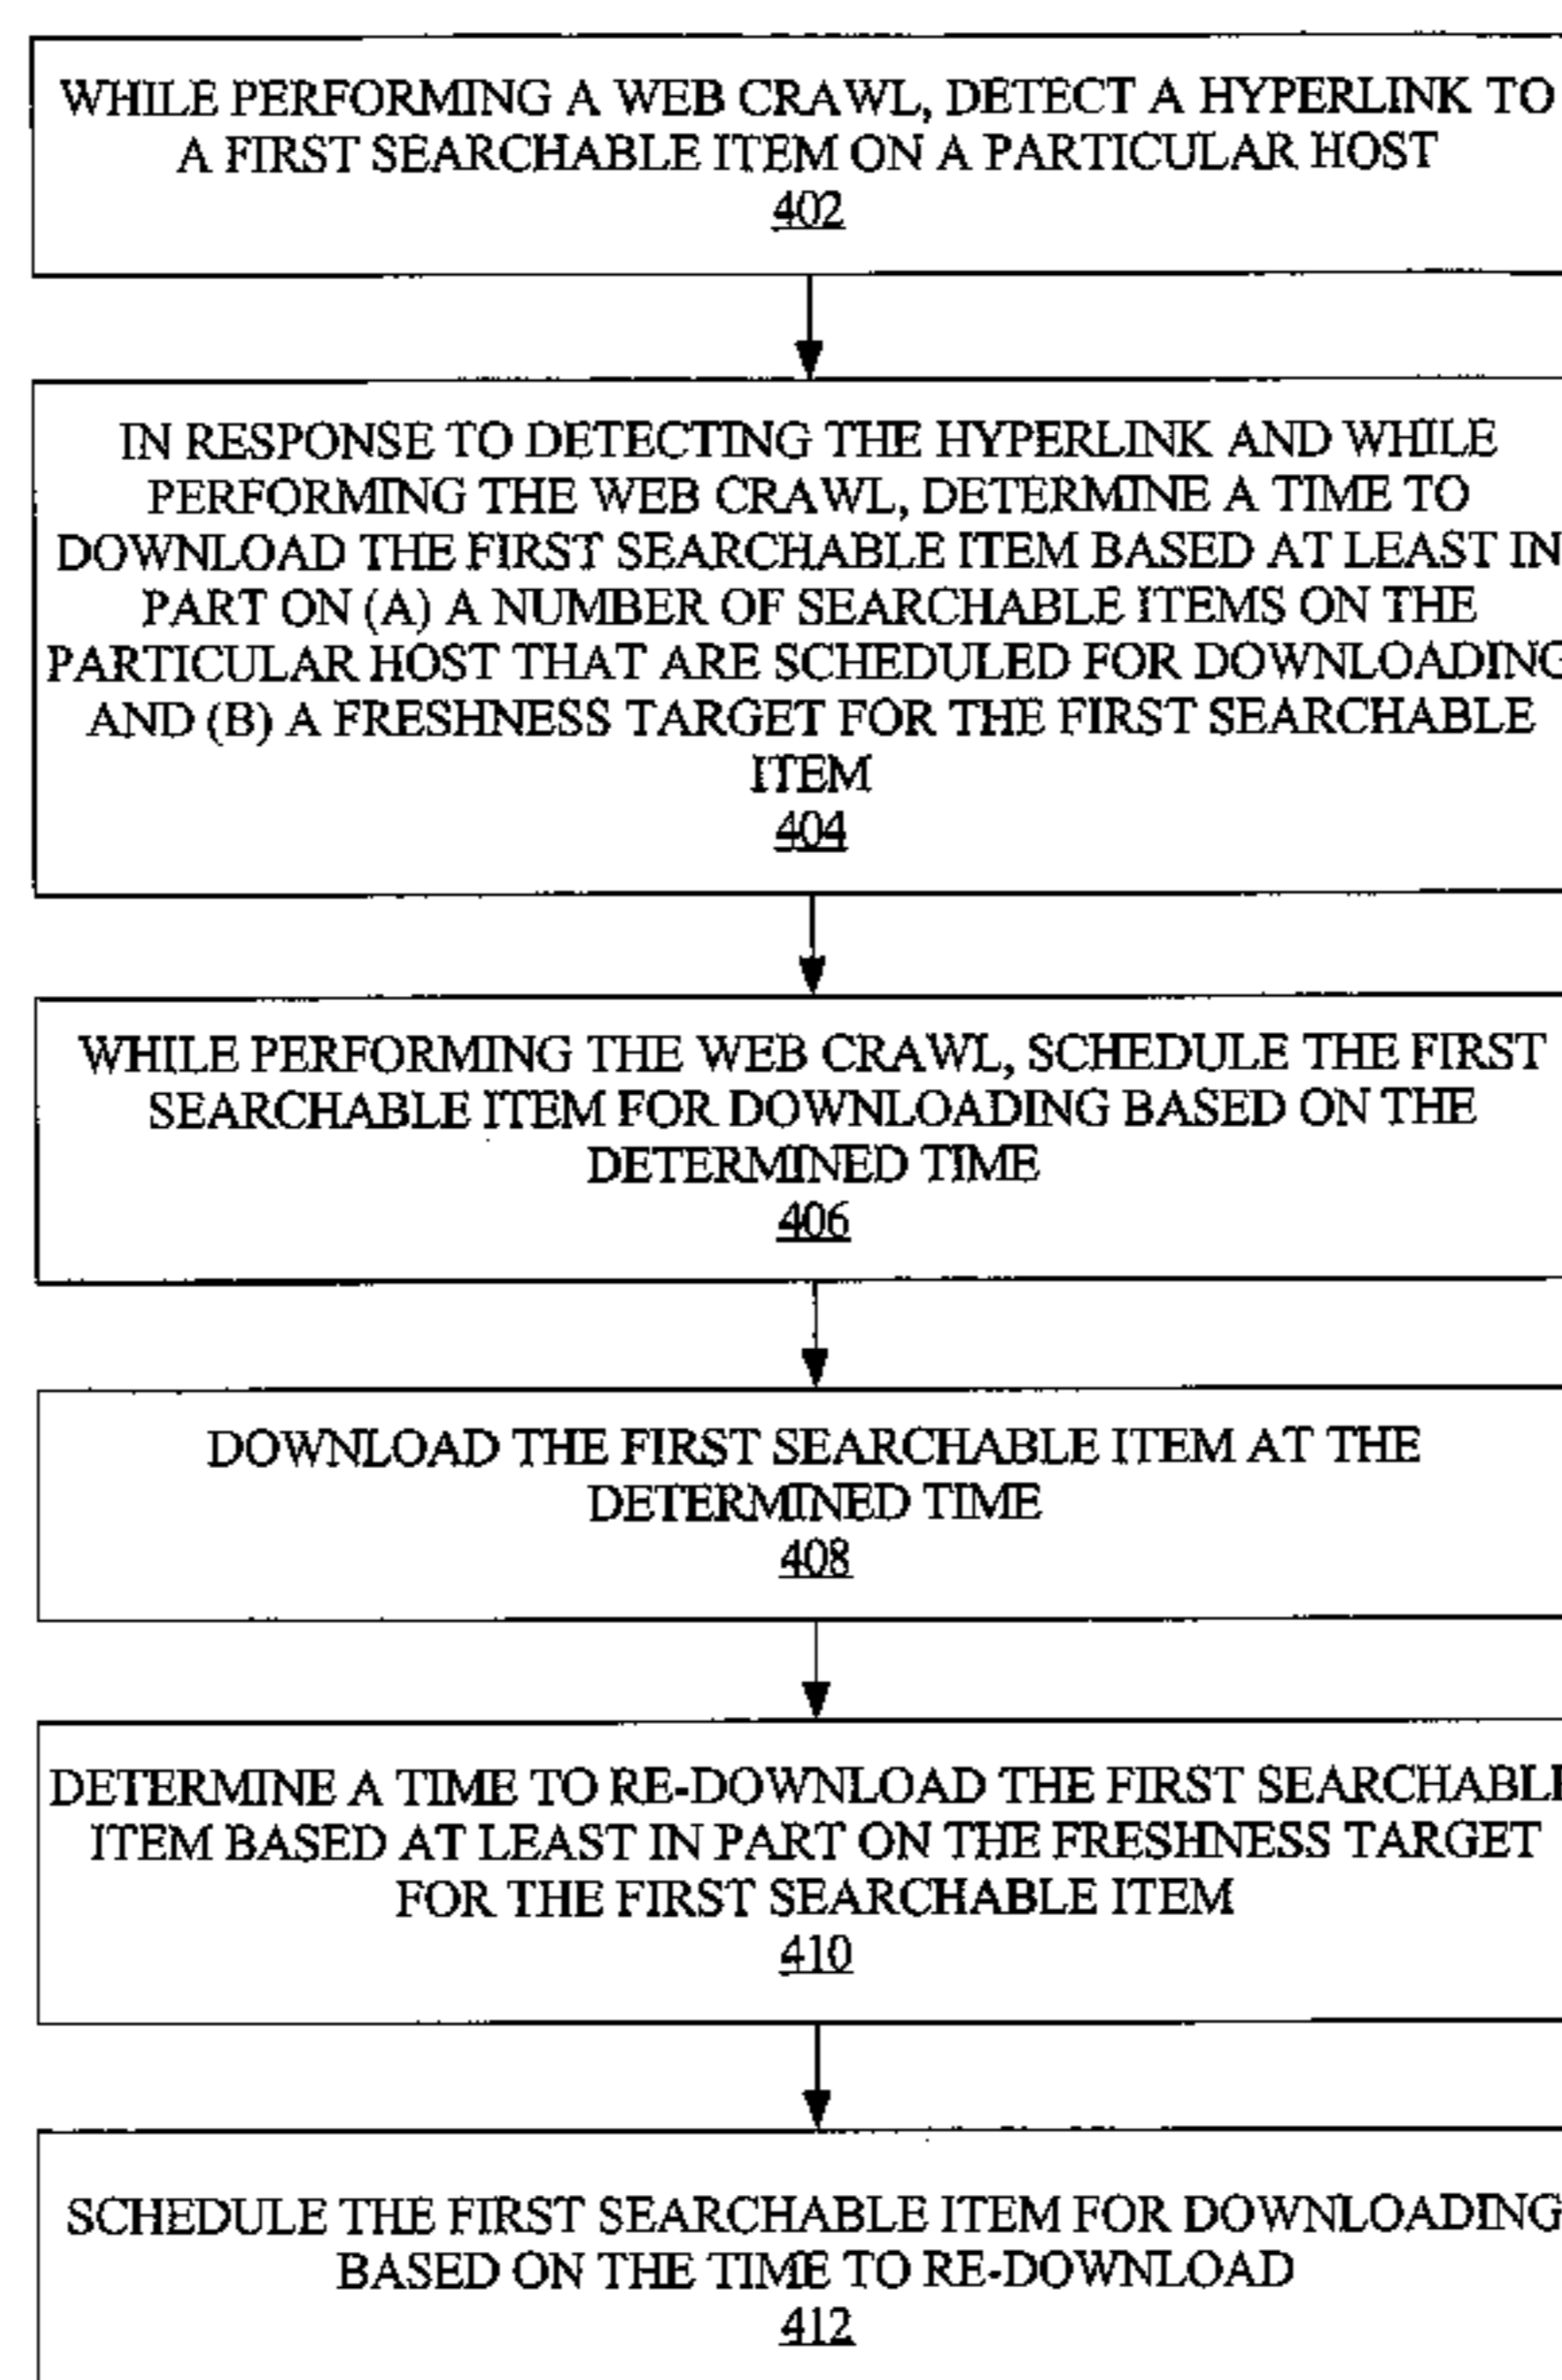 WHILE PERFORMING A WEB CRAWL, DETECT A HYPERLINK TO
A FIRST SEARCHABLE ITEM ON A PARTICULAR HOST
402
IN RESPONSE TO DETECTING THE HYPERLINK AND WHILE
PERFORMING THE WEB CRAWL, DETERMINE A TIME TO
DOWNLOAD THE FIRST SEARCHABLE ITEM BASED AT LEAST IN
PART ON (A) A NUMBER OF SEARCHABLE ITEMS ON THE
PARTICULAR HOST THAT ARE SCHEDULED FOR DOWNLOADING
AND (B) A FRESHNESS TARGET FOR THE FIRST SEARCHABLE
ITEM
404
WHILE PERFORMING THE WEB CRAWL, SCHEDULE THE FIRST
SEARCHABLE ITEM FOR DOWNLOADING BASED ON THE
DETERMINED TIME
406
DOWNLOAD THE FIRST SEARCHABLE ITEM AT THE
DETERMINED TIME
408
DETERMINE A TIME TO RE-DOWNLOAD THE FIRST SEARCHABLE
ITEM BASED AT LEAST IN PART ON THE FRESHNESS TARGET
FOR THE FIRST SEARCHABLE ITEM
410
SCHEDULE THE FIRST SEARCHABLE ITEM FOR DOWNLOADING
BASED ON THE TIME TO RE-DOWNLOAD
412